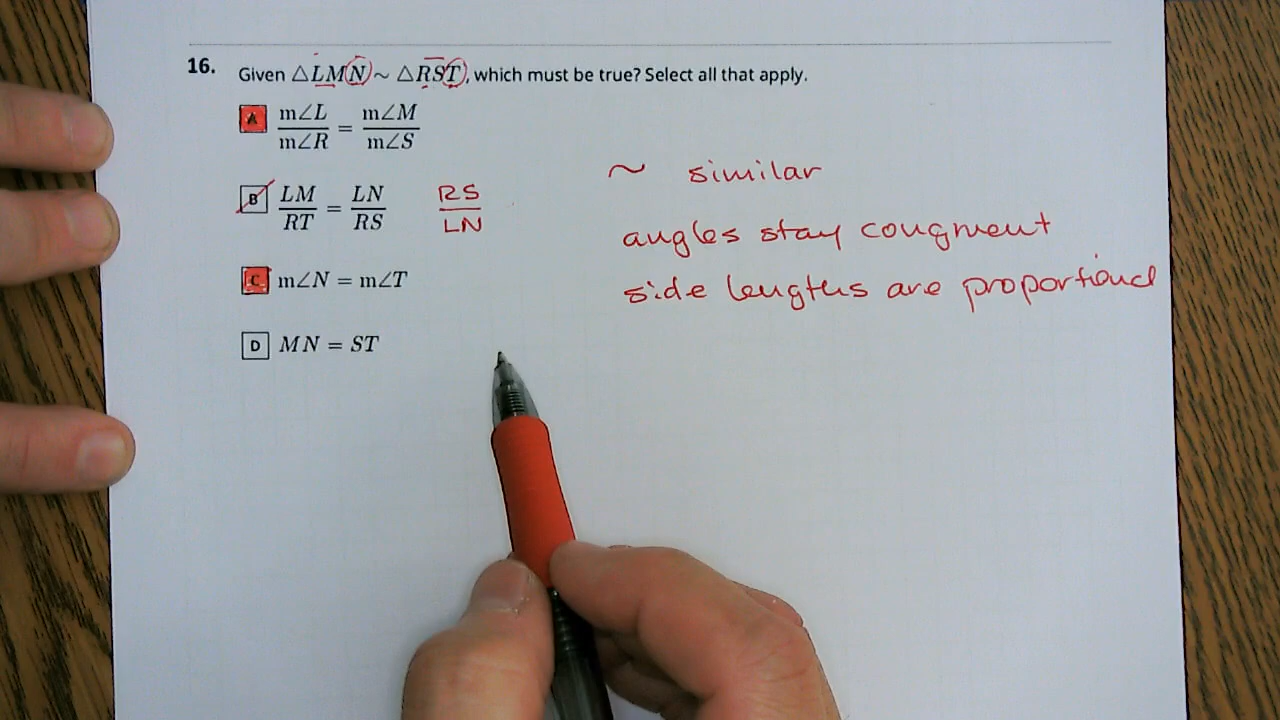 16. Given △LMN ~ △RST, which must be true? Select all that apply.
A m∠L/m∠R = m∠M/m∠S
~ similar
B LM/RT = LN/RS RS/LN
angles stay congruent
C m∠N = m∠T
side lengths are proportional
D MN = ST